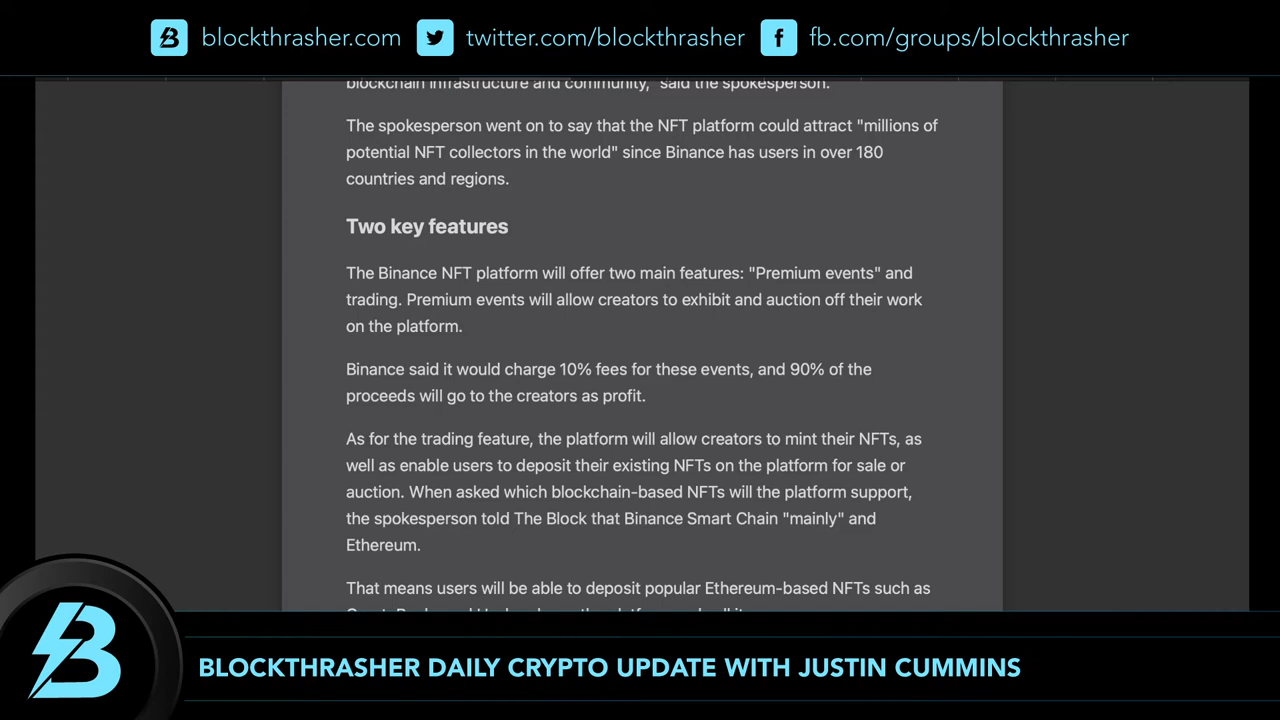 blockthrasher.com twitter.com/blockthrasher fb.com/groups/blockthrasher
blockchain infrastructure and community," said the spokesperson.
The spokesperson went on to say that the NFT platform could attract "millions of
potential NFT collectors in the world" since Binance has users in over 180
countries and regions.
Two key features
The Binance NFT platform will offer two main features: "Premium events" and
trading. Premium events will allow creators to exhibit and auction off their work
on the platform.
Binance said it would charge 10% fees for these events, and 90% of the
proceeds will go to the creators as profit.
As for the trading feature, the platform will allow creators to mint their NFTs, as
well as enable users to deposit their existing NFTs on the platform for sale or
auction. When asked which blockchain-based NFTs will the platform support,
the spokesperson told The Block that Binance Smart Chain "mainly" and
Ethereum.
That means users will be able to deposit popular Ethereum-based NFTs such as
BLOCKTHRASHER DAILY CRYPTO UPDATE WITH JUSTIN CUMMINS